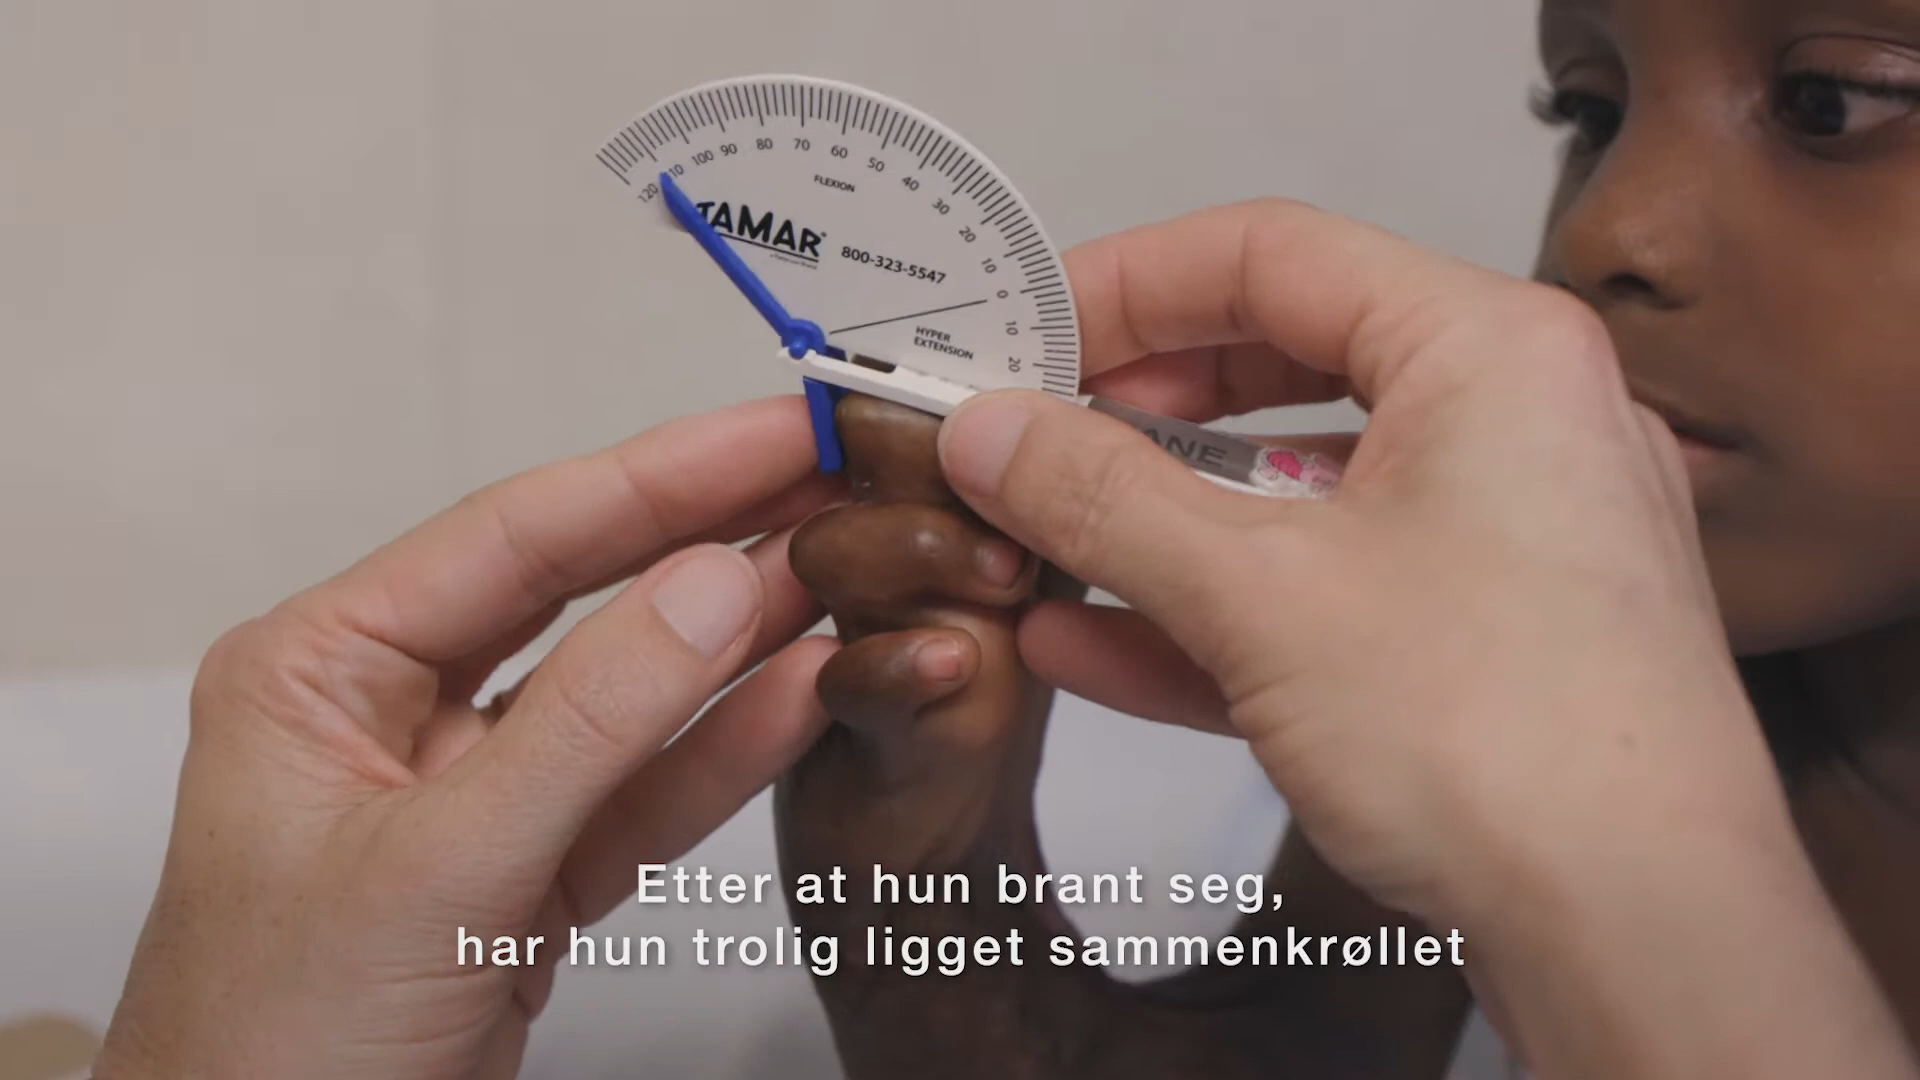 120 110 100 90 80 70 60 50 40 30 20 10 0 10 20
FLEXION
TAMAR®
800-323-5547
HYPER
EXTENSION
ANE
Etter at hun brant seg,
har hun trolig ligget sammenkrøllet